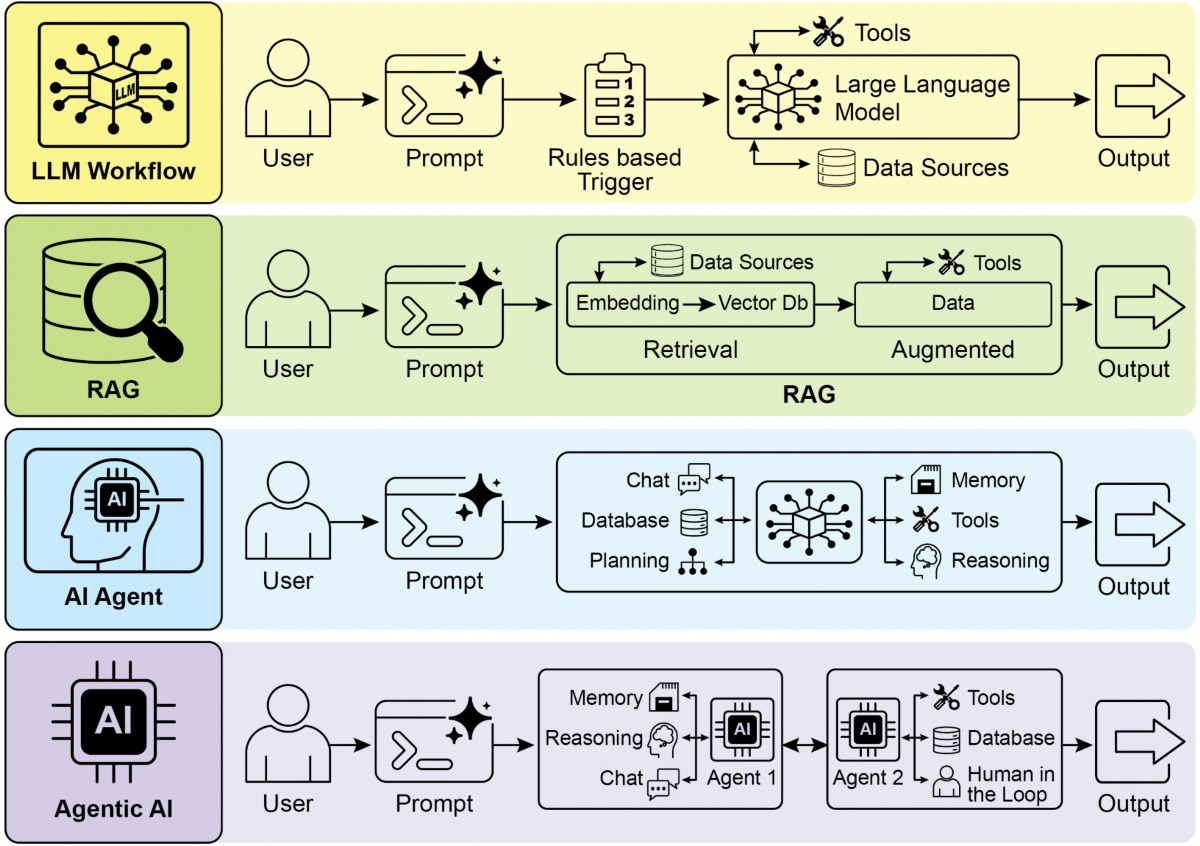 LLM
LLM Workflow
User
Prompt
1
2
3
Rules based
Trigger
Tools
Large Language
Model
Data Sources
Output
RAG
User
Prompt
Data Sources
Embedding
Vector Db
Retrieval
Tools
Data
Augmented
RAG
Output
AI
AI Agent
User
Prompt
Chat
Database
Planning
Memory
Tools
Reasoning
Output
AI
Agentic AI
User
Prompt
Memory
Reasoning
Chat
AI
Agent 1
AI
Agent 2
Tools
Database
Human in
the Loop
Output